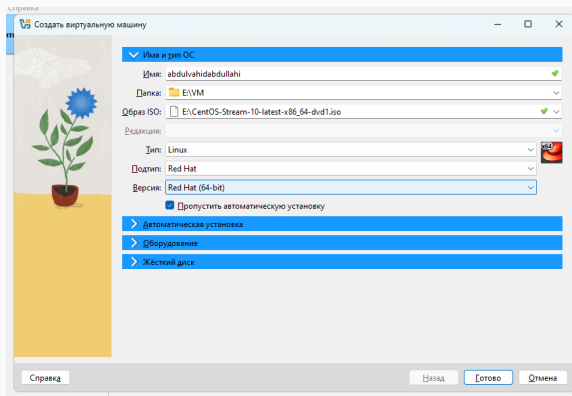 Справка
Создать виртуальную машину
Имя и тип ОС
Имя: abdulvahidabdullahi
Папка: E:\VM
Образ ISO: E:\CentOS-Stream-10-latest-x86_64-dvd1.iso
Редакция:
Тип: Linux
x64
Подтип: Red Hat
Версия: Red Hat (64-bit)
Пропустить автоматическую установку
Автоматическая установка
Оборудование
Жёсткий диск
Справка Назад Готово Отмена